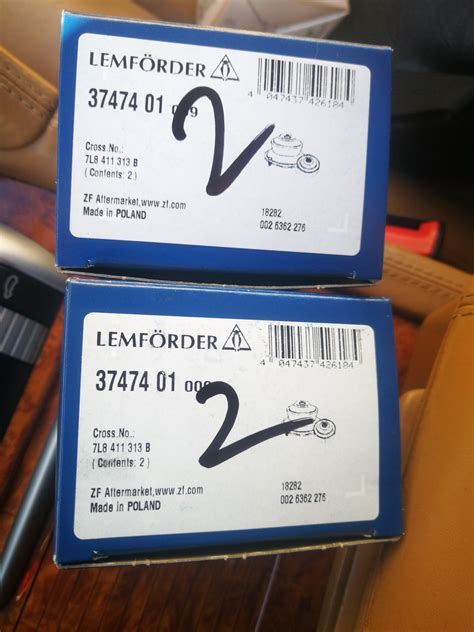 LEMFÖRDER
37474 01 009
4 047437 426184
2
Cross.No.:
7L8 411 313 B
( Contents: 2 )
ZF Aftermarket,www.zf.com
Made in POLAND
18282
002 6362 276
LEMFÖRDER
37474 01 009
4 047437 426184
2
Cross.No.:
7L8 411 313 B
( Contents: 2 )
ZF Aftermarket,www.zf.com
Made in POLAND
18282
002 6362 276